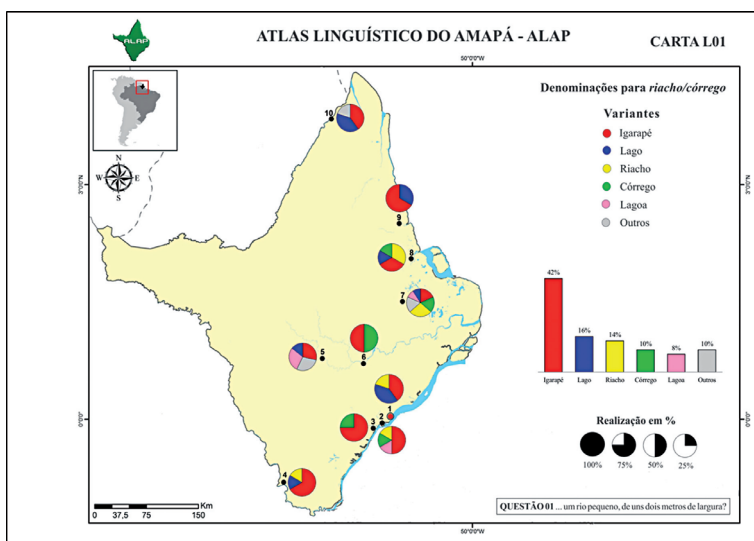 ALAP
ATLAS LINGUÍSTICO DO AMAPÁ - ALAP
CARTA L01
50°0'0"W
Denominações para riacho/córrego
Variantes
Igarapé
Lago
Riacho
Córrego
Lagoa
Outros
N
W E
S
3°0'0"N
3°0'0"N
0°0'0"
0°0'0"
10
9
8
7
6
5
1
2
3
4
42%
16%
14%
10%
8%
10%
Igarapé Lago Riacho Córrego Lagoa Outros
Realização em %
100% 75% 50% 25%
Km
0 37,5 75 150
QUESTÃO 01 ... um rio pequeno, de uns dois metros de largura?
50°0'0"W